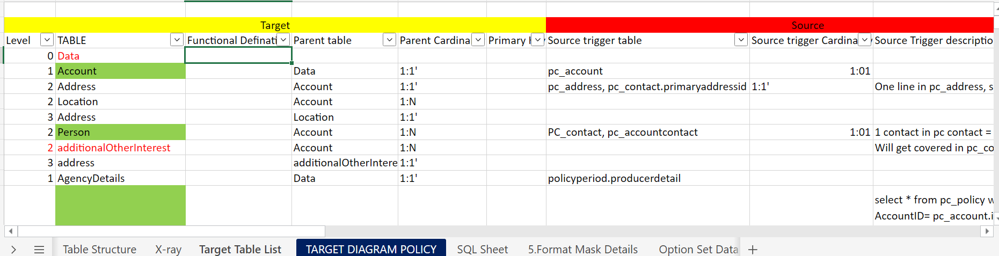 Target Source
Level TABLE Functional Definati Parent table Parent Cardina Primary Source trigger table Source trigger Cardina Source Trigger descriptio
0 Data
1 Account Data 1:1' pc_account 1:01
2 Address Account 1:1' pc_address, pc_contact.primaryaddressid 1:1' One line in pc_address, s
2 Location Account 1:N
3 Address Location 1:1'
2 Person Account 1:N PC_contact, pc_accountcontact 1:01 1 contact in pc contact =
2 additionalOtherInterest Account 1:N Will get covered in pc_co
3 address additionalOtherIntere 1:1'
1 AgencyDetails Data 1:1' policyperiod.producerdetail
select * from pc_policy w
AccountID= pc_account.i
Table Structure X-ray Target Table List TARGET DIAGRAM POLICY SQL Sheet 5.Format Mask Details Option Set Data